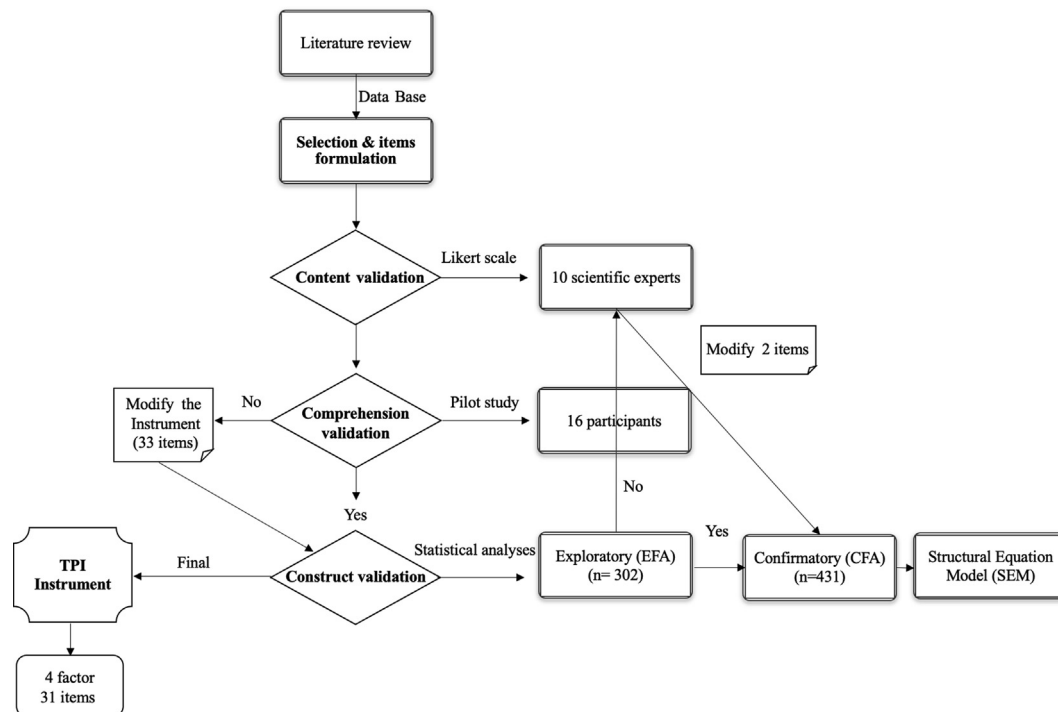 Literature review
Data Base
Selection & items
formulation
Content validation
Likert scale
10 scientific experts
Modify 2 items
Modify the
Instrument
(33 items)
No
Comprehension
validation
Pilot study
16 participants
No
Yes
TPI
Instrument
Final
Construct validation
Statistical analyses
Exploratory (EFA)
(n= 302)
Yes
Confirmatory (CFA)
(n=431)
Structural Equation
Model (SEM)
4 factor
31 items